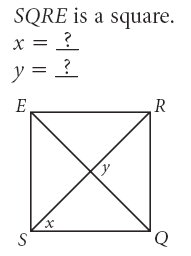 SQRE is a square.
x = ?
y = ?
E R
y
x
S Q